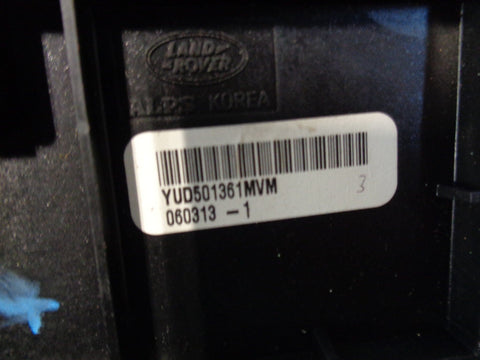 LAND
ROVER
ALPS KOREA
YUD501361MVM
3
060313 -1